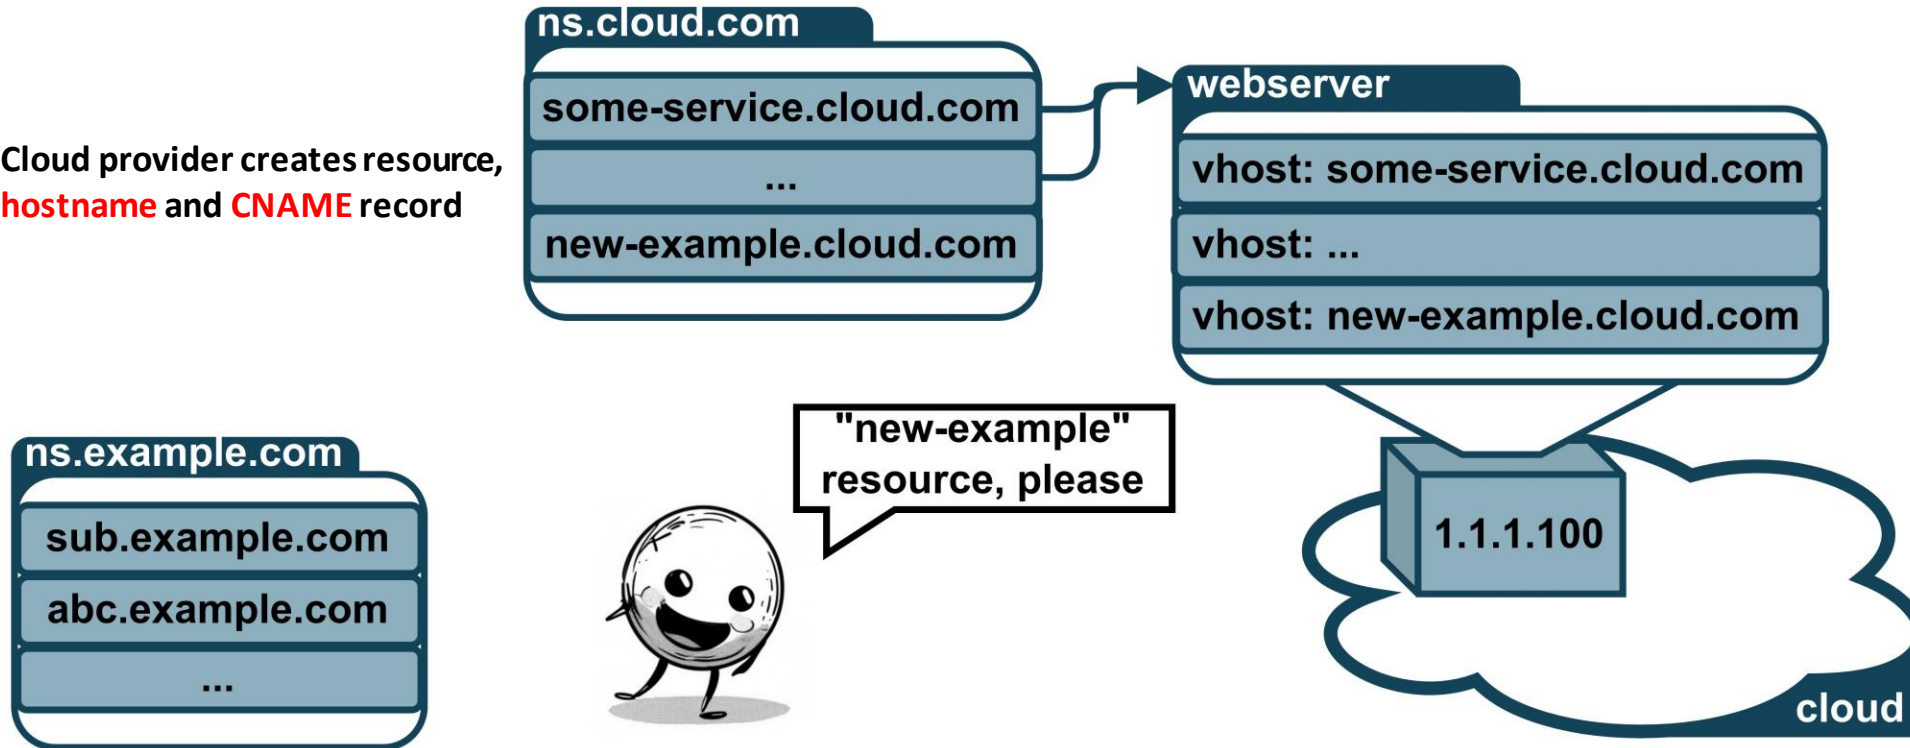 ns.cloud.com
some-service.cloud.com
...
new-example.cloud.com
webserver
vhost: some-service.cloud.com
vhost: ...
vhost: new-example.cloud.com
Cloud provider creates resource,
hostname and CNAME record
"new-example"
resource, please
ns.example.com
sub.example.com
abc.example.com
...
1.1.1.100
cloud